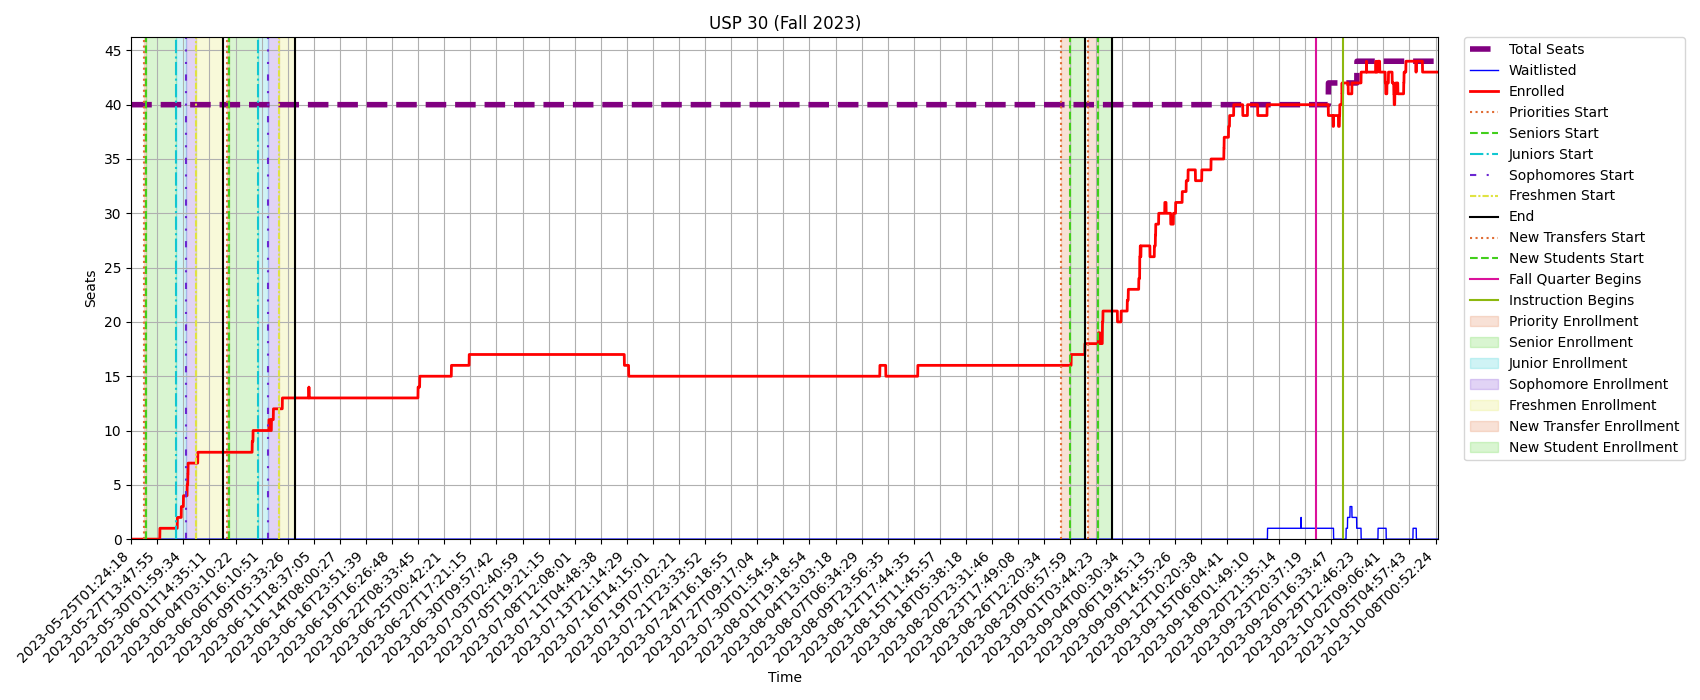 USP 30 (Fall 2023)
Seats
45
40
35
30
25
20
15
10
5
0
2023-05-25T01:24:18
2023-05-27T13:47:55
2023-05-30T01:59:34
2023-06-01T14:35:11
2023-06-04T03:10:22
2023-06-06T16:10:51
2023-06-09T05:33:26
2023-06-11T18:37:05
2023-06-14T08:00:27
2023-06-16T23:51:39
2023-06-19T16:26:48
2023-06-22T08:33:45
2023-06-25T00:42:21
2023-06-27T17:21:15
2023-06-30T09:57:42
2023-07-03T02:40:59
2023-07-05T19:21:15
2023-07-08T12:08:01
2023-07-11T04:48:38
2023-07-13T21:14:29
2023-07-16T14:15:01
2023-07-19T07:02:21
2023-07-21T23:33:52
2023-07-24T16:18:55
2023-07-27T09:17:04
2023-07-30T01:54:54
2023-08-01T19:18:54
2023-08-04T13:03:18
2023-08-07T06:34:29
2023-08-09T23:56:35
2023-08-12T17:44:35
2023-08-15T11:45:57
2023-08-18T05:38:18
2023-08-20T23:31:46
2023-08-23T17:49:08
2023-08-26T12:20:34
2023-08-29T06:57:59
2023-09-01T03:44:23
2023-09-04T00:30:34
2023-09-06T19:45:13
2023-09-09T14:55:26
2023-09-12T10:20:38
2023-09-15T06:04:41
2023-09-18T01:49:10
2023-09-20T21:35:14
2023-09-23T20:37:19
2023-09-26T16:33:47
2023-09-29T12:46:23
2023-10-02T09:06:41
2023-10-05T04:57:43
2023-10-08T00:52:24
Time
Total Seats
Waitlisted
Enrolled
Priorities Start
Seniors Start
Juniors Start
Sophomores Start
Freshmen Start
End
New Transfers Start
New Students Start
Fall Quarter Begins
Instruction Begins
Priority Enrollment
Senior Enrollment
Junior Enrollment
Sophomore Enrollment
Freshmen Enrollment
New Transfer Enrollment
New Student Enrollment